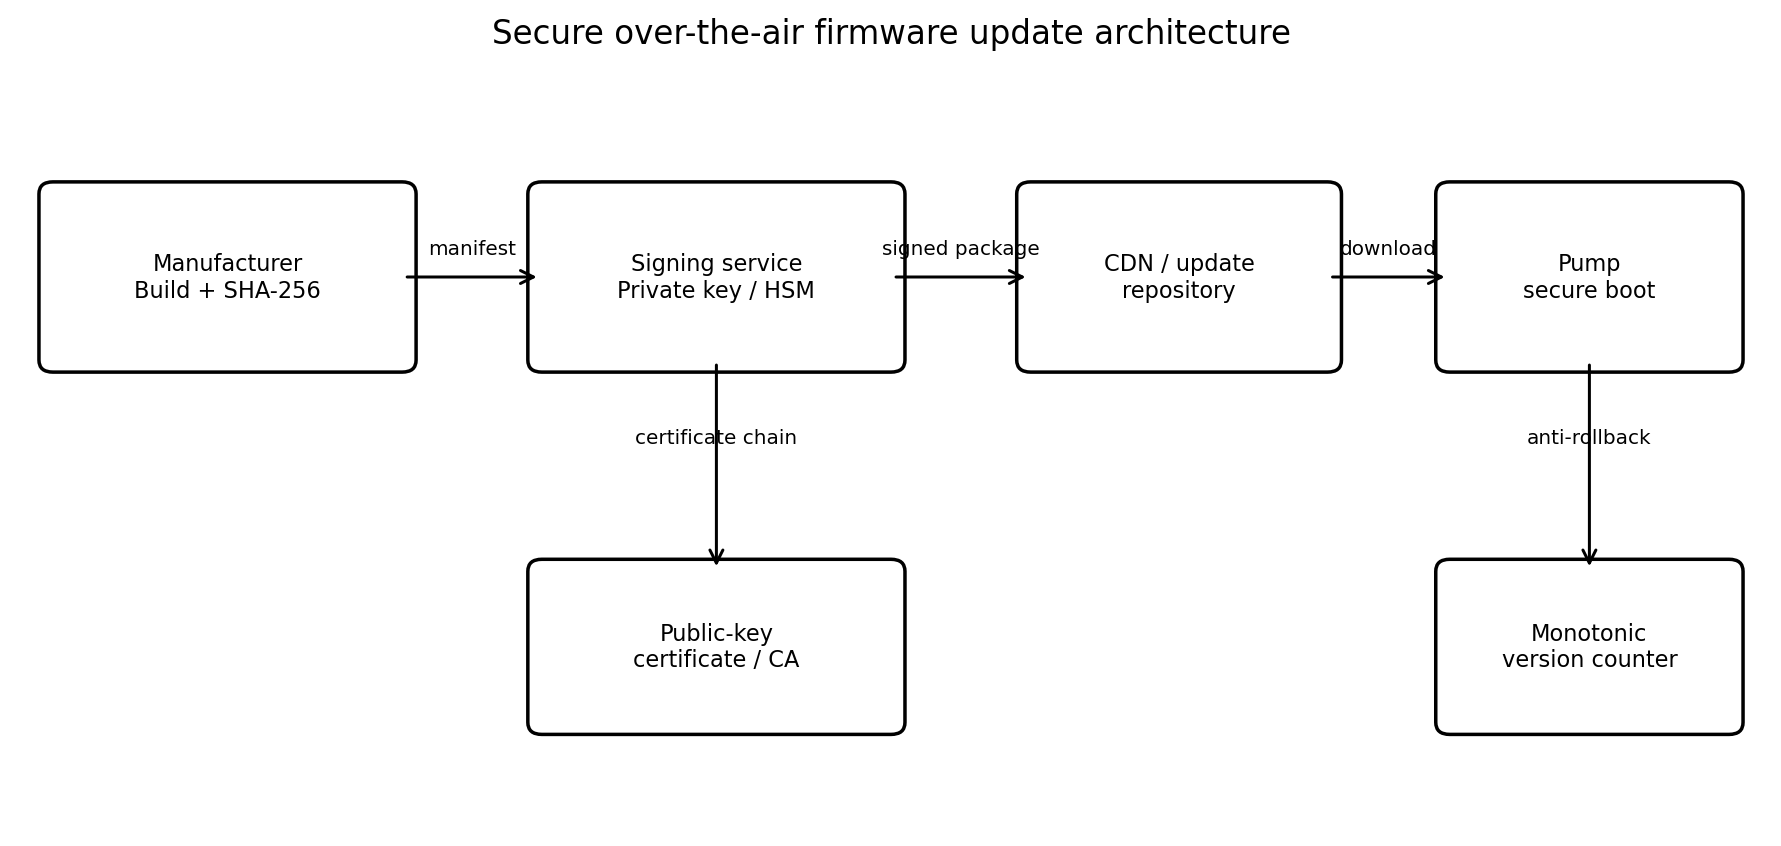 Secure over-the-air firmware update architecture
Manufacturer
Build + SHA-256
manifest
Signing service
Private key / HSM
signed package
CDN / update
repository
download
Pump
secure boot
certificate chain
anti-rollback
Public-key
certificate / CA
Monotonic
version counter